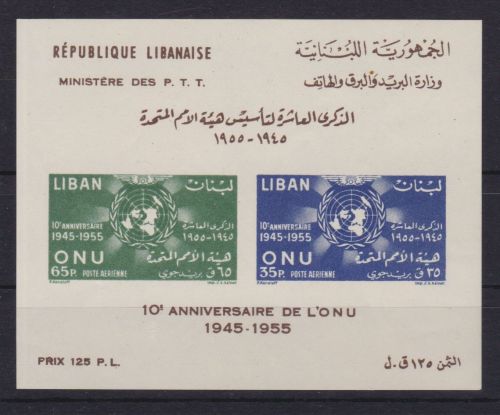 RÉPUBLIQUE LIBANAISE
الجمهورية اللبنانية
MINISTÈRE DES P. T. T.
وزارة البريد والبرق والهاتف
الذكرى العاشرة لتأسيس هيئة الأمم المتحدة
١٩٤٥-١٩٥٥
LIBAN لبنان
10e ANNIVERSAIRE الذكرى العاشرة
1945-1955 ١٩٤٥-١٩٥٥
ONU هيئة الأمم المتحدة
65P. POSTE AERIENNE ٦٥ ق بريد جوي
LIBAN لبنان
10e ANNIVERSAIRE الذكرى العاشرة
1945-1955 ١٩٤٥-١٩٥٥
ONU هيئة الأمم المتحدة
35P. POSTE AERIENNE ٣٥ ق بريد جوي
10e ANNIVERSAIRE DE L'ONU
1945-1955
PRIX 125 P. L.
الثمن ١٢٥ ق.ل